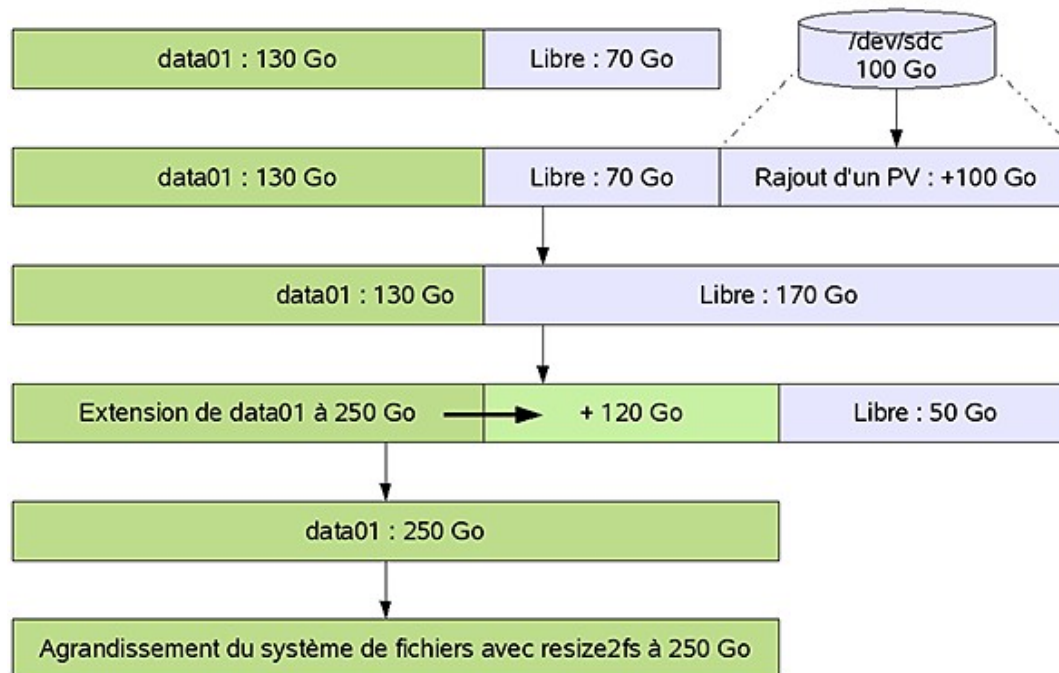 data01 : 130 Go
Libre : 70 Go
/dev/sdc
100 Go
data01 : 130 Go
Libre : 70 Go
Rajout d'un PV : +100 Go
data01 : 130 Go
Libre : 170 Go
Extension de data01 à 250 Go
+ 120 Go
Libre : 50 Go
data01 : 250 Go
Agrandissement du système de fichiers avec resize2fs à 250 Go